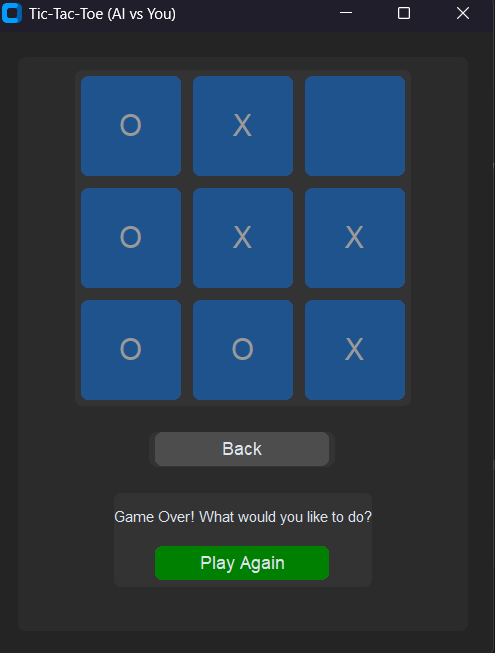 Tic-Tac-Toe (AI vs You)
O X
O X X
O O X
Back
Game Over! What would you like to do?
Play Again